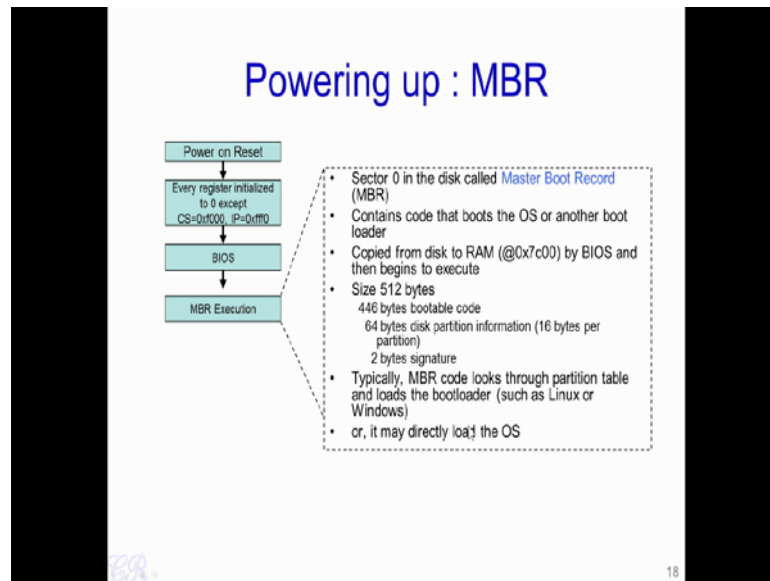 Powering up : MBR
Power on Reset
Every register initialized
to 0 except
CS=0xf000, IP=0xfff0
BIOS
MBR Execution
• Sector 0 in the disk called Master Boot Record
(MBR)
• Contains code that boots the OS or another boot
loader
• Copied from disk to RAM (@0x7c00) by BIOS and
then begins to execute
• Size 512 bytes
446 bytes bootable code
64 bytes disk partition information (16 bytes per
partition)
2 bytes signature
• Typically, MBR code looks through partition table
and loads the bootloader (such as Linux or
Windows)
• or, it may directly load the OS
18